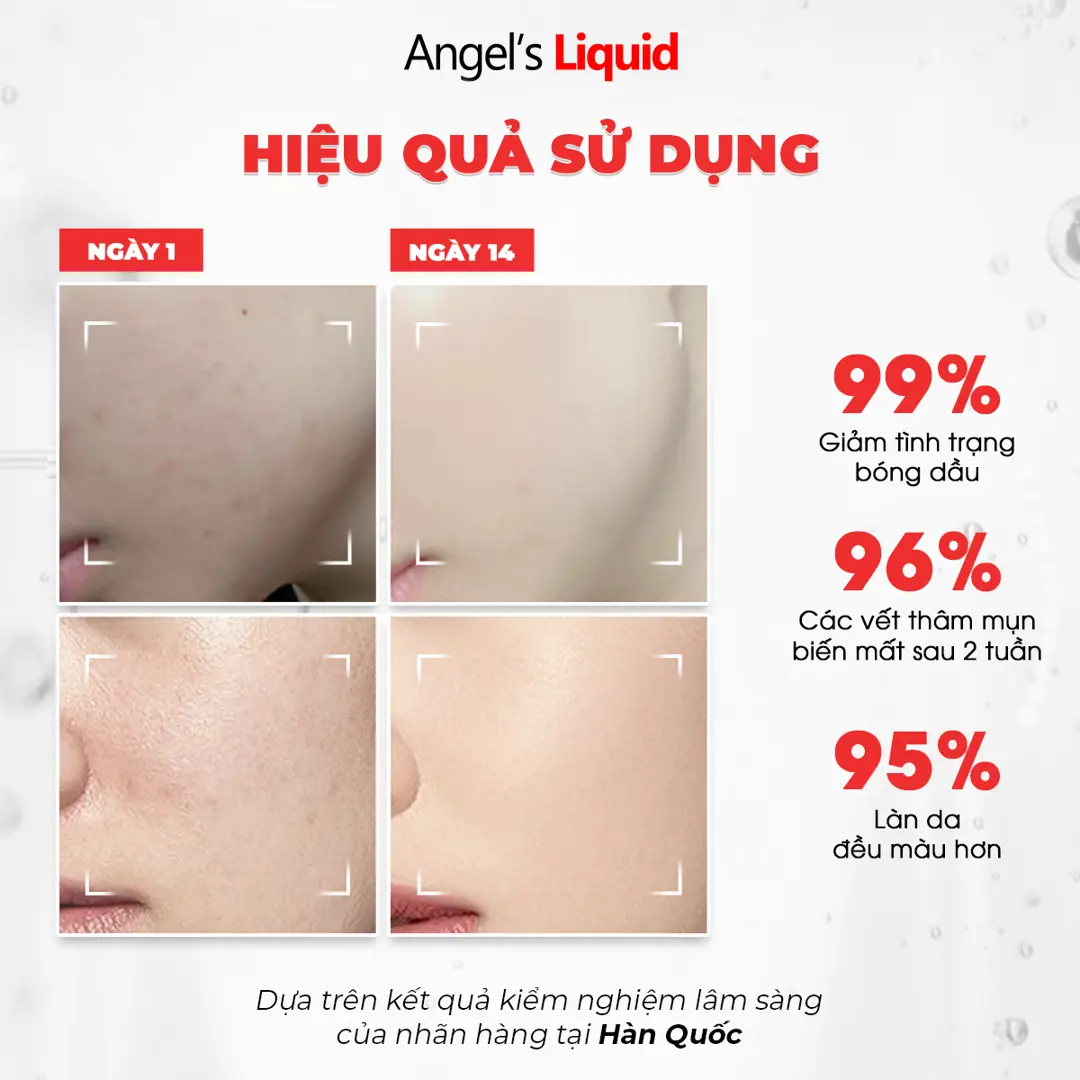 Angel's Liquid
HIỆU QUẢ SỬ DỤNG
NGÀY 1
NGÀY 14
99%
Giảm tình trạng
bóng dầu
96%
Các vết thâm mụn
biến mất sau 2 tuần
95%
Làn da
đều màu hơn
Dựa trên kết quả kiểm nghiệm lâm sàng
của nhãn hàng tại Hàn Quốc